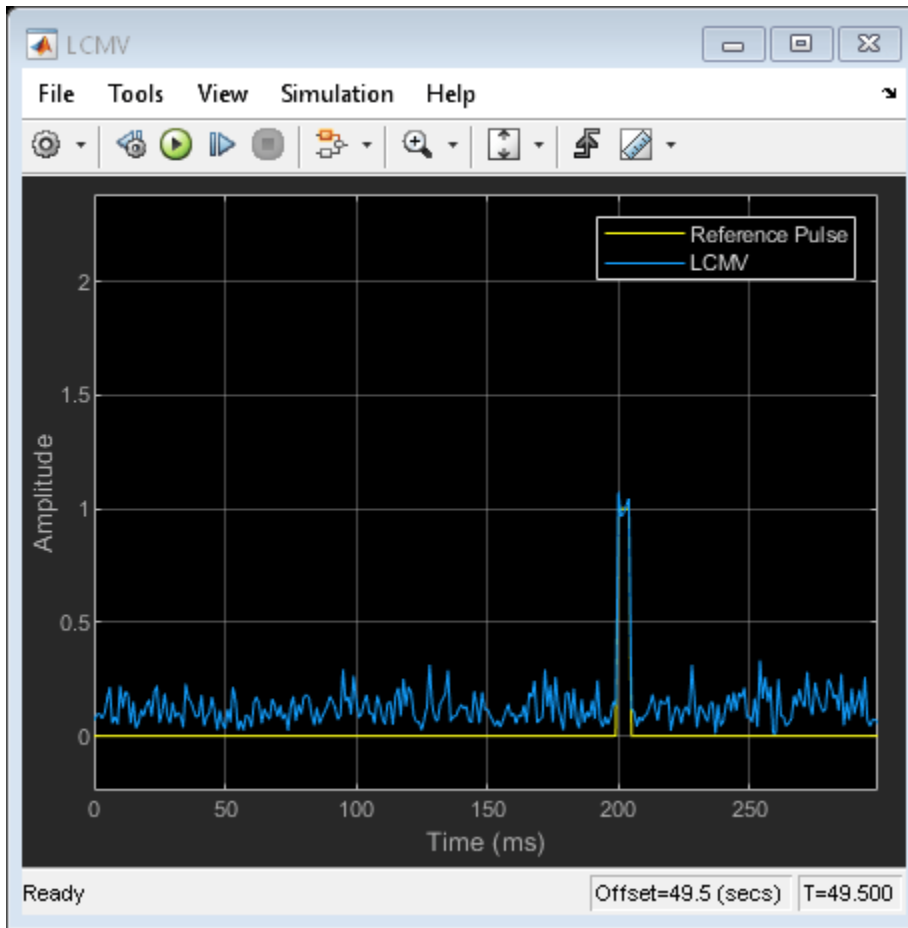 LCMV
File Tools View Simulation Help
Reference Pulse
LCMV
2
1.5
1
0.5
0
Amplitude
0 50 100 150 200 250
Time (ms)
Ready Offset=49.5 (secs) T=49.500